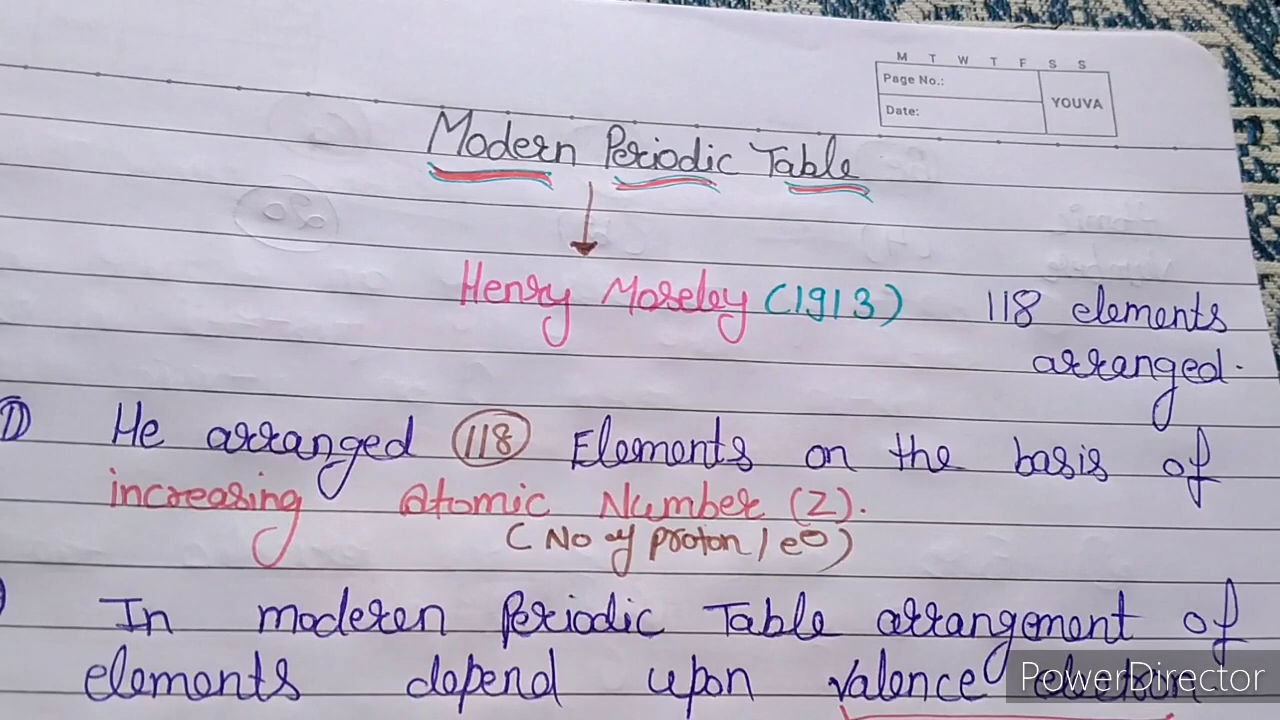 M T W T F S S
Page No.:
Date:
YOUVA
Modern Periodic Table
Henry Moseley (1913) 118 elements
arranged.
1) He arranged 118 Elements on the basis of
increasing Atomic Number (Z).
(No of proton / e⊖)
In moderen Periodic Table arrangement of
elements depend upon valence electron.
PowerDirector